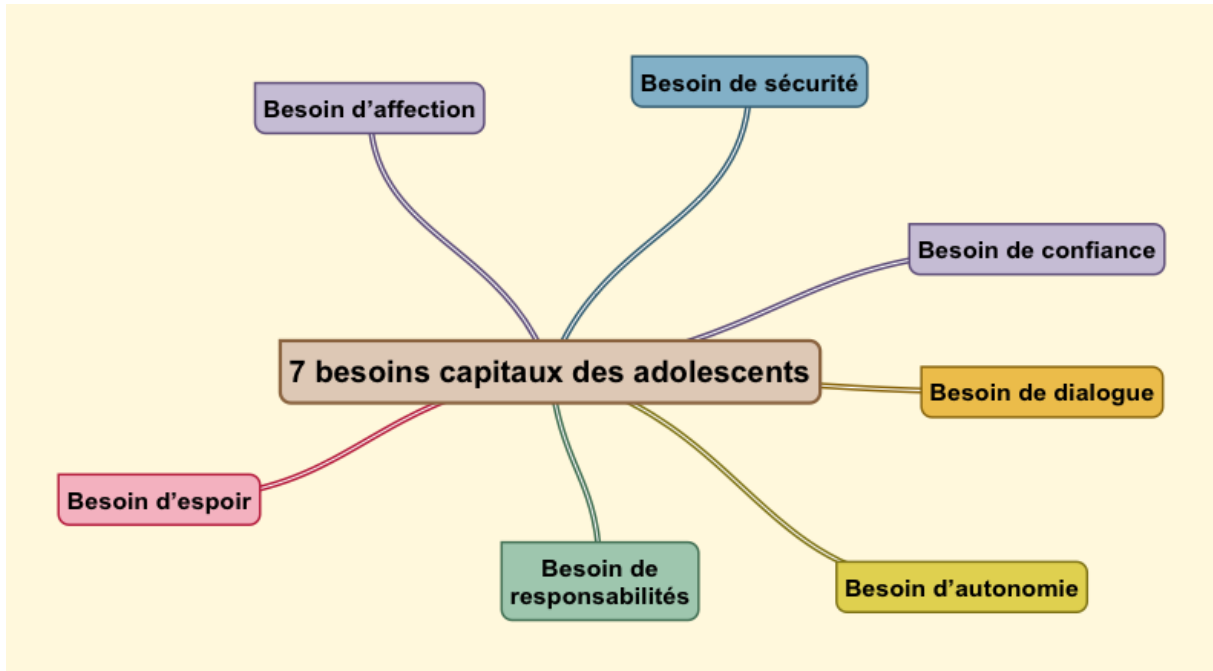 Besoin d’affection
Besoin de sécurité
Besoin de confiance
7 besoins capitaux des adolescents
Besoin de dialogue
Besoin d’espoir
Besoin de
responsabilités
Besoin d’autonomie